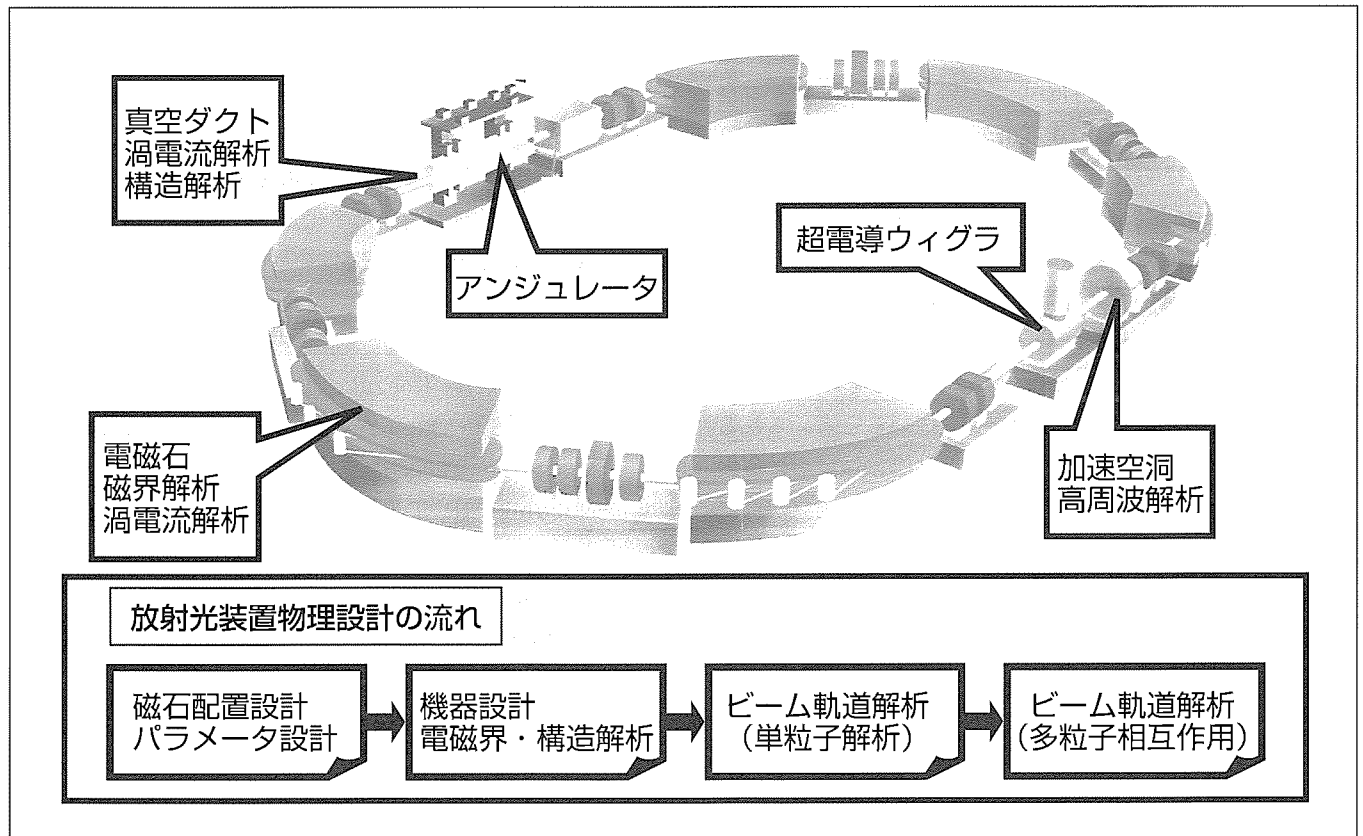 真空ダクト
渦電流解析
構造解析
アンジュレータ
超電導ウィグラ
電磁石
磁界解析
渦電流解析
加速空洞
高周波解析
放射光装置物理設計の流れ
磁石配置設計
パラメータ設計
機器設計
電磁界・構造解析
ビーム軌道解析
(単粒子解析)
ビーム軌道解析
(多粒子相互作用)